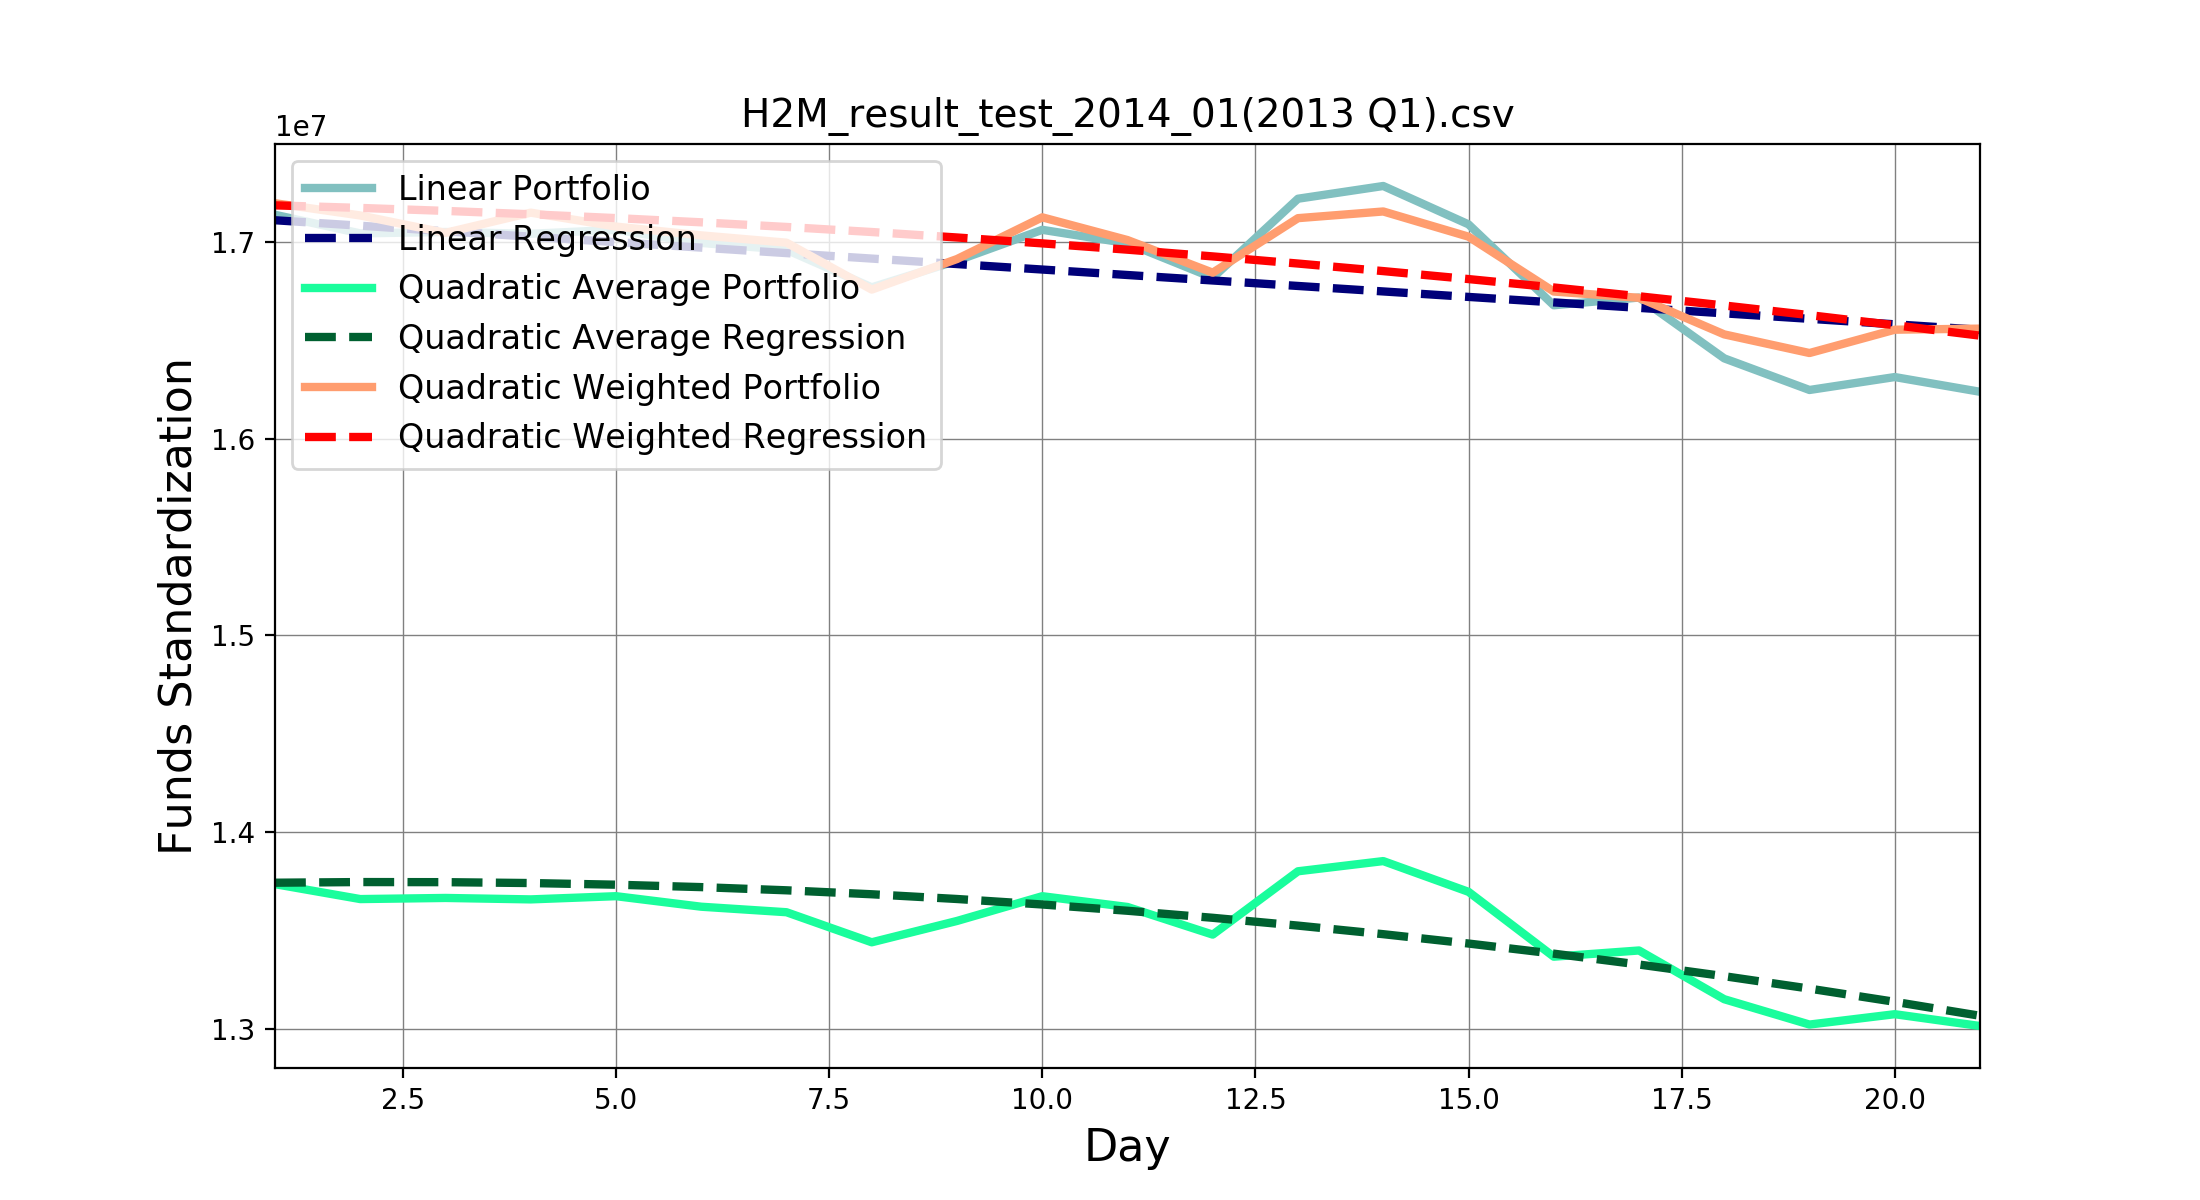 H2M_result_test_2014_01(2013 Q1).csv
1e7
Linear Portfolio
Linear Regression
Quadratic Average Portfolio
Quadratic Average Regression
Quadratic Weighted Portfolio
Quadratic Weighted Regression
1.7
1.6
1.5
1.4
1.3
Funds Standardization
2.5 5.0 7.5 10.0 12.5 15.0 17.5 20.0
Day